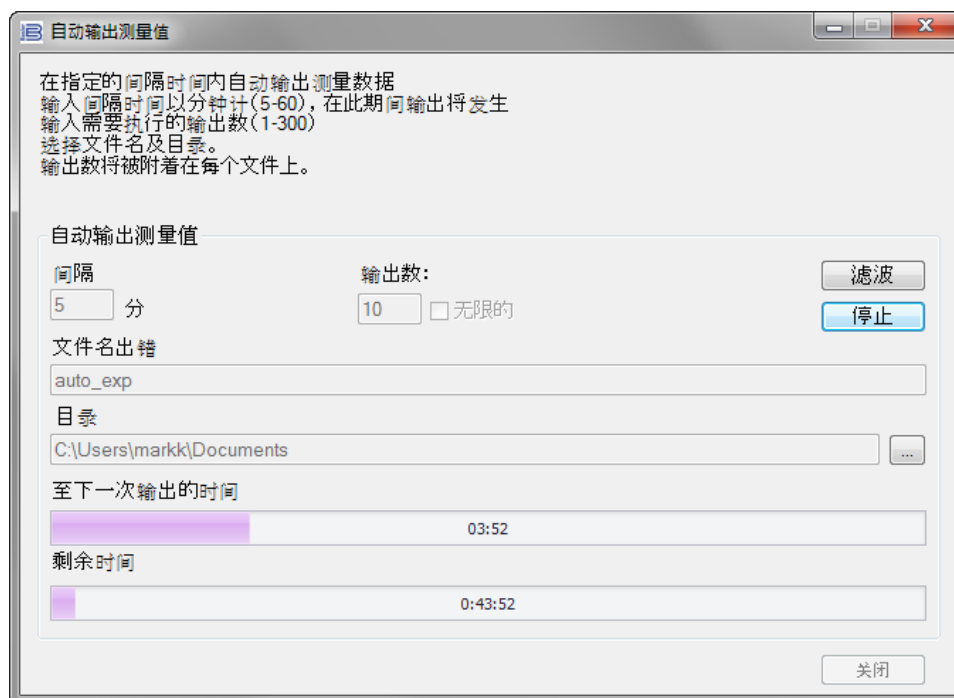 自动输出测量值
在指定的间隔时间内自动输出测量数据
输入间隔时间以分钟计(5-60), 在此期间输出将发生
输入需要执行的输出数(1-300)
选择文件名及目录。
输出数将被附着在每个文件上。
自动输出测量值
间隔
输出数:
滤波
5 分
10 无限的
停止
文件名出错
auto_exp
目录
C:\Users\markk\Documents
...
至下一次输出的时间
03:52
剩余时间
0:43:52
关闭